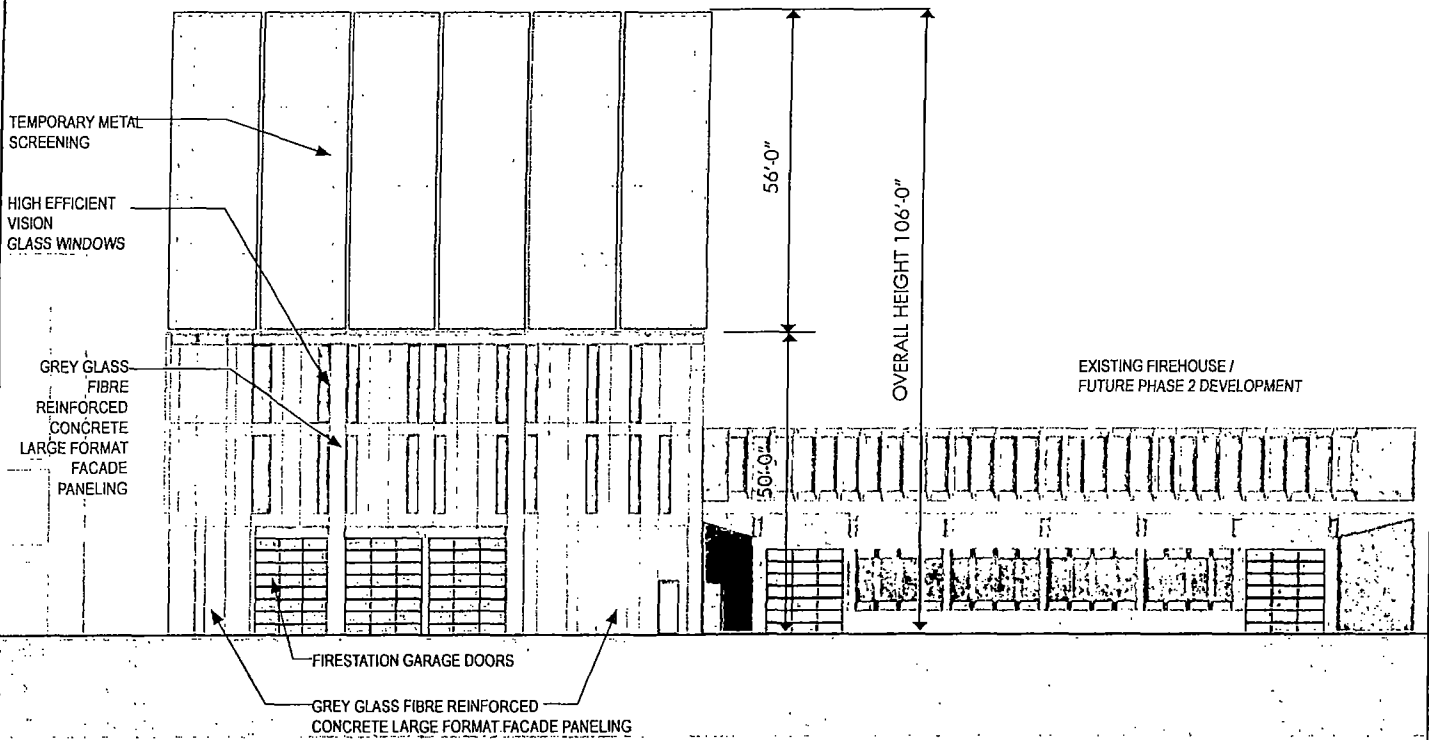 TEMPORARY METAL
SCREENING
HIGH EFFICIENT
VISION
GLASS WINDOWS
GREY GLASS
FIBRE
REINFORCED
CONCRETE
LARGE FORMAT
FACADE
PANELING
56'-0"
50'-0"
OVERALL HEIGHT 106'-0"
EXISTING FIREHOUSE /
FUTURE PHASE 2 DEVELOPMENT
FIRESTATION GARAGE DOORS
GREY GLASS FIBRE REINFORCED
CONCRETE LARGE FORMAT FACADE PANELING